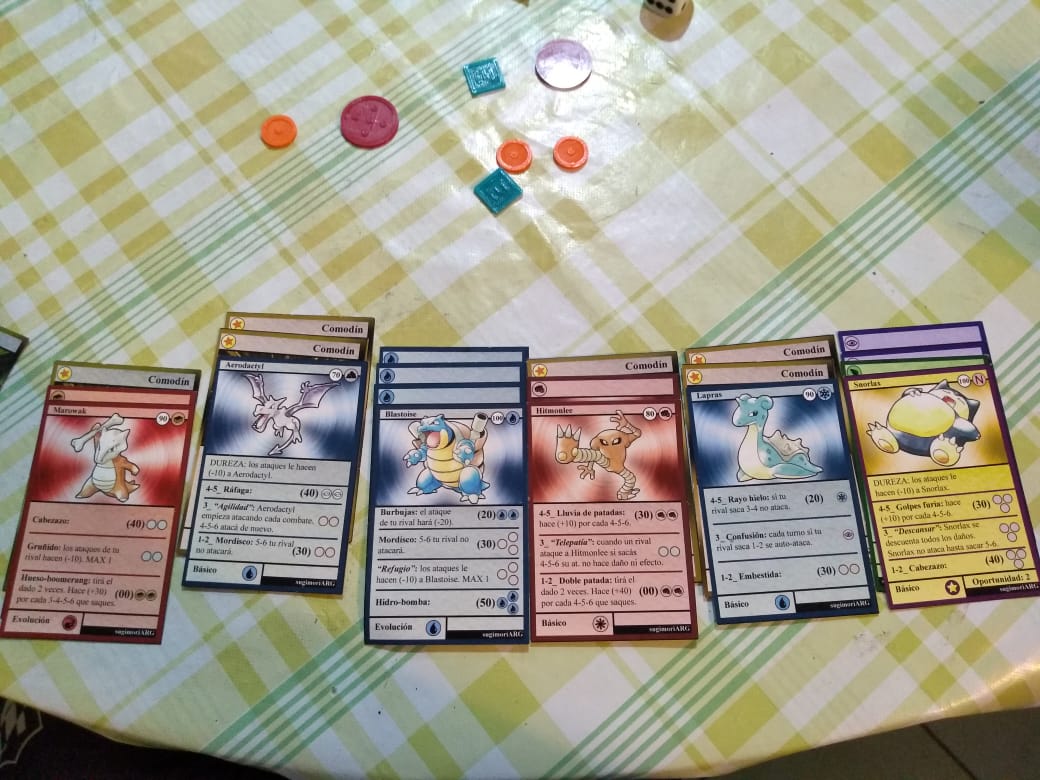 Comodín
Marowak 90
Cabezazo: (40)
Gruñido: los ataques de tu
rival hacen (-10). MAX 1
Hueso-boomerang: tirá el
dado 2 veces. Hace (+30)
por cada 3-4-5-6 que saques. (00)
Evolución
sugimoriARG
Comodín
Comodín
Aerodactyl 70
DUREZA: los ataques le hacen
(-10) a Aerodactyl.
4-5_ Ráfaga: (40)
3_ "Agilidad": Aerodactyl
empieza atacando cada combate.
4-5-6 atacá de nuevo.
1-2_ Mordisco: 5-6 tu rival
no atacará. (30)
Básico
sugimoriARG
Blastoise 100
Burbujas: el ataque
de tu rival hará (-20). (20)
Mordisco: 5-6 tu rival no
atacará. (30)
"Refugio": los ataques le
hacen (-10) a Blastoise. MAX 1
Hidro-bomba: (50)
Evolución
sugimoriARG
Hitmonlee 80
4-5_ Lluvia de patadas:
hace (+10) por cada 4-5-6. (30)
3_ "Telepatía": cuando un rival
ataque a Hitmonlee si sacás
4-5-6 su at. no hace daño ni efecto.
1-2_ Doble patada: tirá el
dado 2 veces. Hace (+40)
por cada 4-5-6 que saques. (00)
Básico
sugimoriARG
Comodín
Comodín
Lapras 90
4-5_ Rayo hielo: si tu
rival saca 3-4 no ataca. (20)
3_ Confusión: cada turno si tu
rival saca 1-2 se auto-ataca.
1-2_ Embestida: (30)
Básico
sugimoriARG
Snorlax 100 N
DUREZA: los ataques le
hacen (-10) a Snorlax.
4-5_ Golpes furia: hace
(+10) por cada 4-5-6. (30)
3_ "Descansar": Snorlax se
descuenta todos los daños.
Snorlax no ataca hasta sacar 5-6.
1-2_ Cabezazo: (40)
Básico
Oportunidad: 2
sugimoriARG